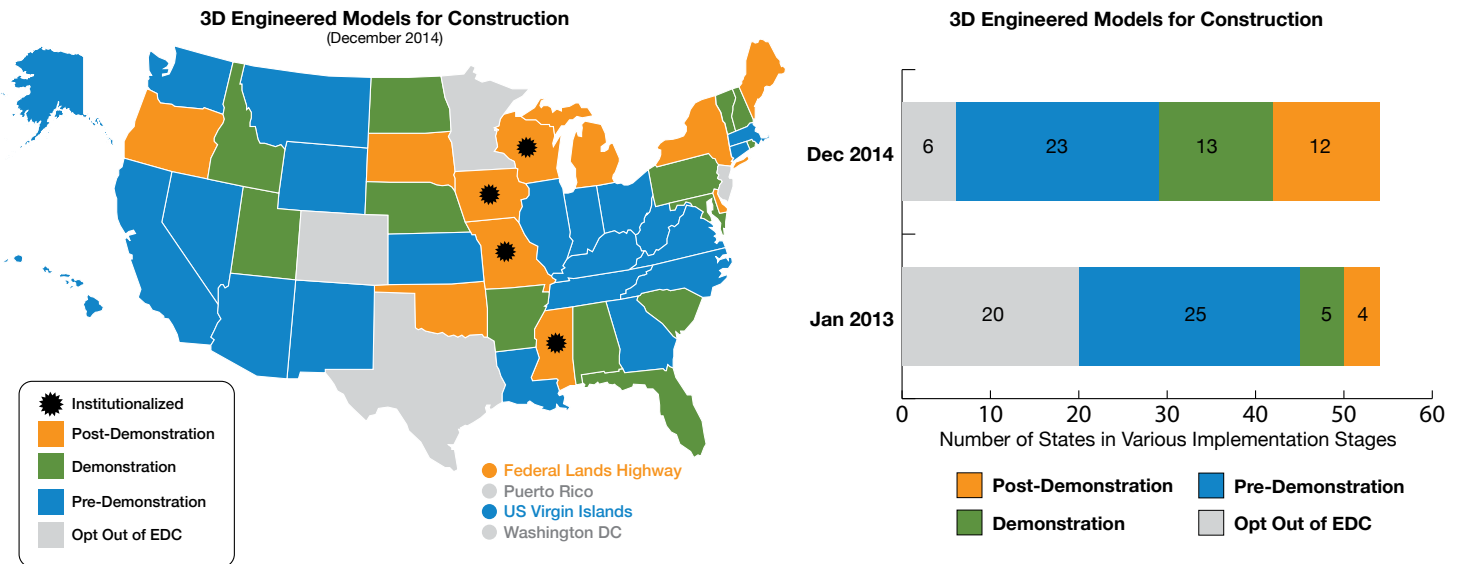 3D Engineered Models for Construction
(December 2014)
Institutionalized
Post-Demonstration
Demonstration
Pre-Demonstration
Opt Out of EDC
Federal Lands Highway
Puerto Rico
US Virgin Islands
Washington DC
3D Engineered Models for Construction
Dec 2014
6 23 13 12
Jan 2013
20 25 5 4
0 10 20 30 40 50 60
Number of States in Various Implementation Stages
Post-Demonstration
Pre-Demonstration
Demonstration
Opt Out of EDC